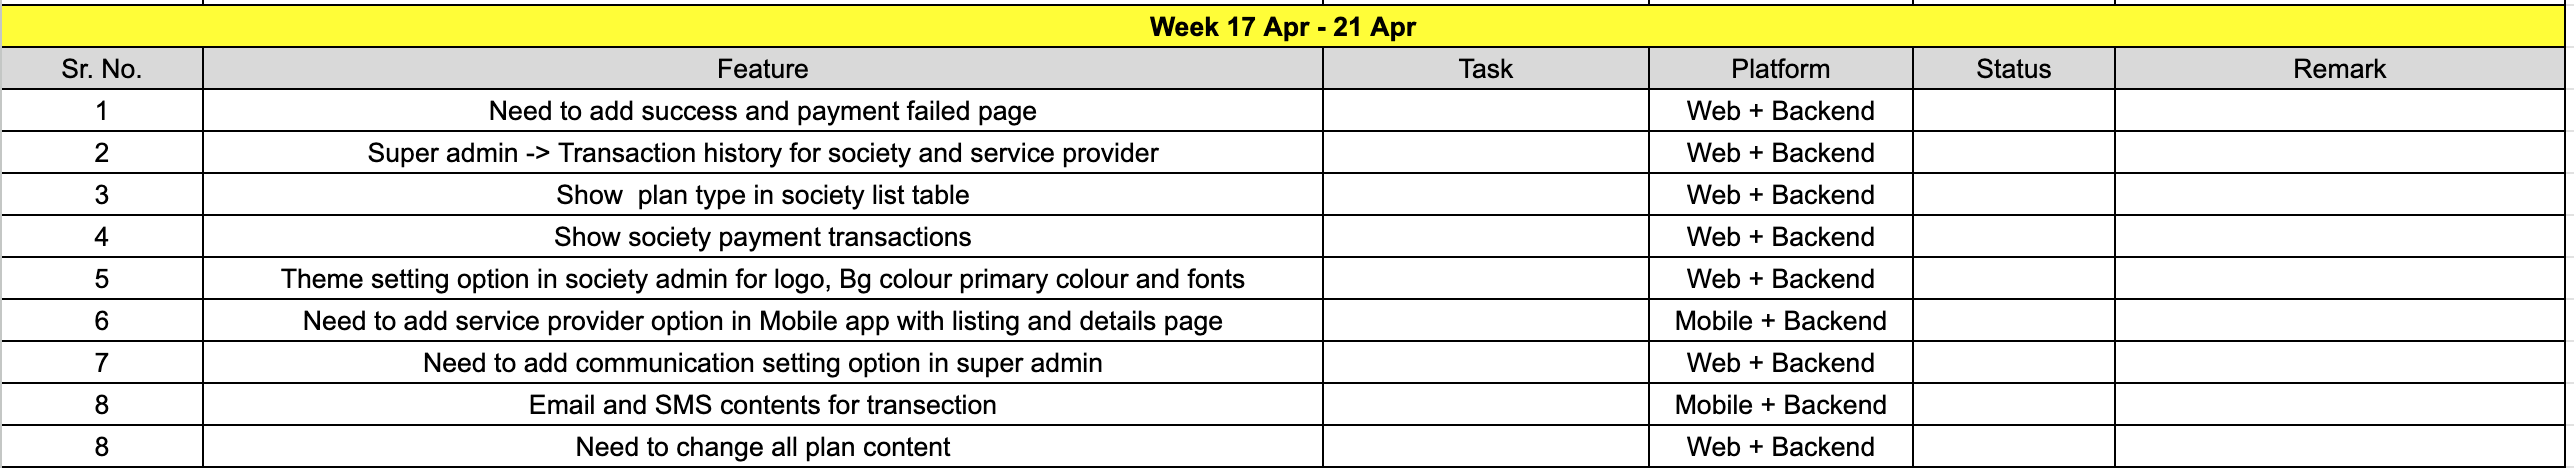 Week 17 Apr - 21 Apr
Sr. No. Feature Task Platform Status Remark
1 Need to add success and payment failed page Web + Backend
2 Super admin -> Transaction history for society and service provider Web + Backend
3 Show  plan type in society list table Web + Backend
4 Show society payment transactions Web + Backend
5 Theme setting option in society admin for logo, Bg colour primary colour and fonts Web + Backend
6 Need to add service provider option in Mobile app with listing and details page Mobile + Backend
7 Need to add communication setting option in super admin Web + Backend
8 Email and SMS contents for transection Mobile + Backend
8 Need to change all plan content Web + Backend